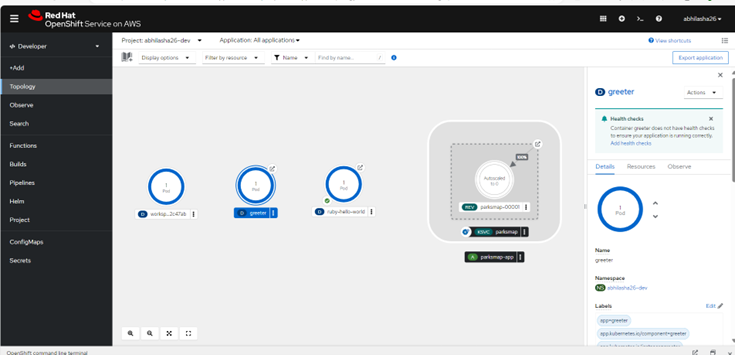 Red Hat
OpenShift Service on AWS
abhilasha26
Developer
Project: abhilasha26-dev
Application: All applications
View shortcuts
+Add
Topology
Observe
Search
Functions
Builds
Pipelines
Helm
Project
ConfigMaps
Secrets
Display options
Filter by resource
Name
Find by name...
/
Export application
1
Pod
D
1
Pod
D greeter
1
Pod
D ruby-hello-world
100%
Autoscaled
to 0
REV parksmap-00001
KSVC parksmap
A parksmap-app
D greeter
Actions
Health checks
Container greeter does not have health checks
to ensure your application is running correctly.
Add health checks
Details
Resources
Observe
1
Pod
Name
greeter
Namespace
NS abhilasha26-dev
Labels
Edit
app=greeter
app.kubernetes.io/component=greeter
OpenShift command line terminal